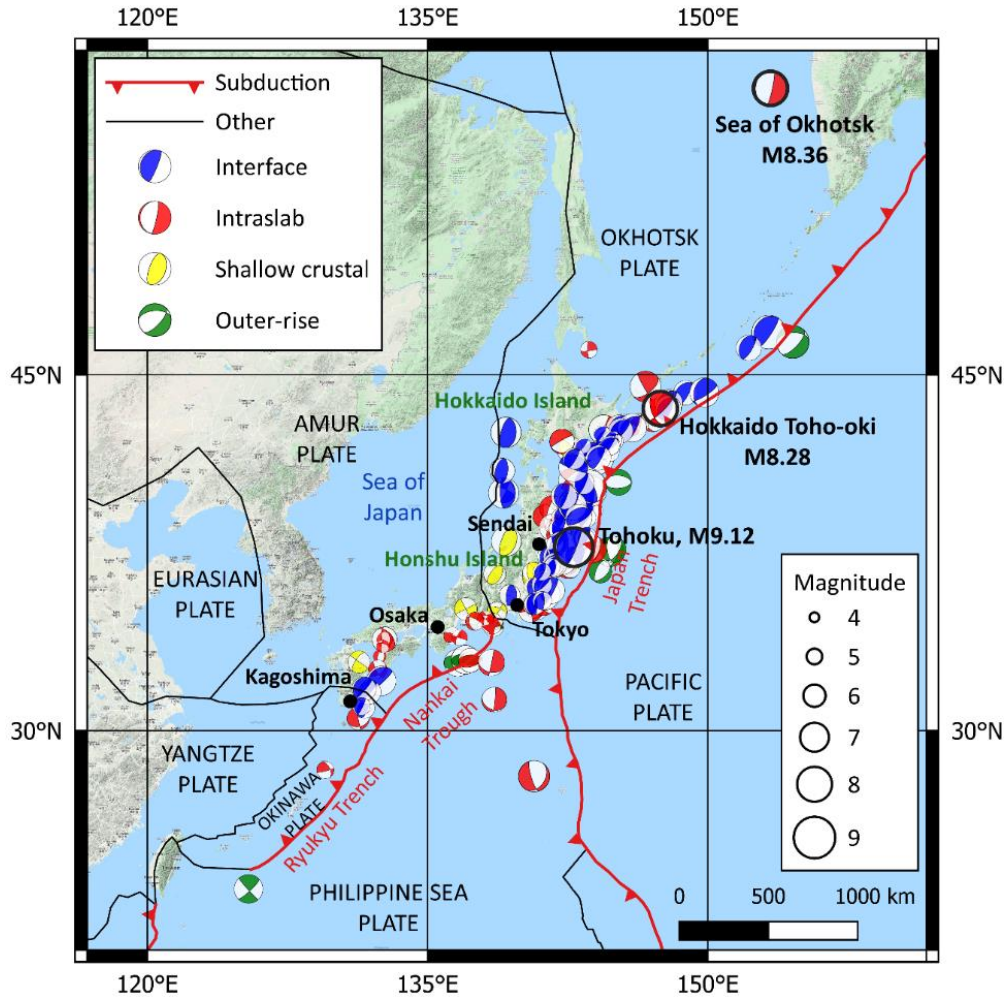 120°E
135°E
150°E
Subduction
Other
Interface
Intraslab
Shallow crustal
Outer-rise
Sea of Okhotsk
M8.36
OKHOTSK
PLATE
45°N
45°N
Hokkaido Island
Hokkaido Toho-oki
M8.28
AMUR
PLATE
Sea of
Japan
Sendai
Tohoku, M9.12
Honshu Island
Japan
Trench
EURASIAN
PLATE
Osaka
Tokyo
Kagoshima
Nankai
Trough
PACIFIC
PLATE
30°N
30°N
YANGTZE
PLATE
OKINAWA
PLATE
Ryukyu Trench
PHILIPPINE SEA
PLATE
Magnitude
4
5
6
7
8
9
0 500 1000 km
120°E
135°E
150°E